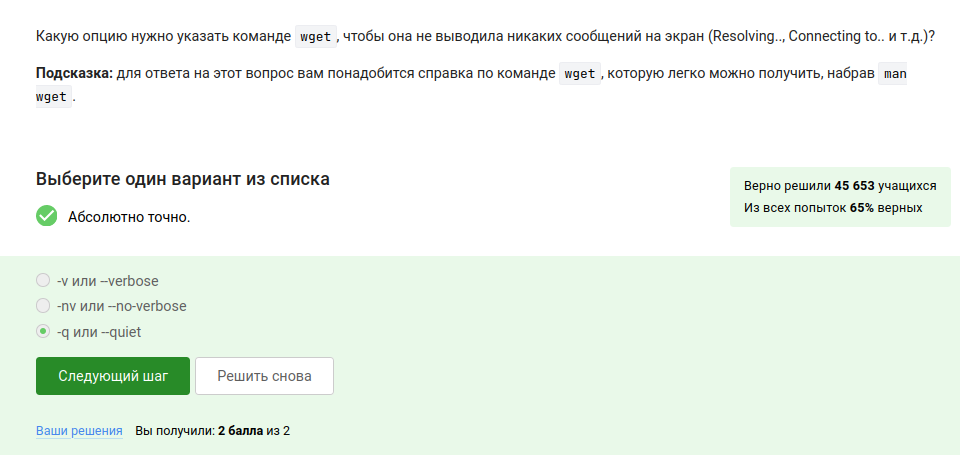 Какую опцию нужно указать команде wget, чтобы она не выводила никаких сообщений на экран (Resolving.., Connecting to.. и т.д.)?
Подсказка: для ответа на этот вопрос вам понадобится справка по команде wget, которую легко можно получить, набрав man
wget.
Выберите один вариант из списка
Абсолютно точно.
Верно решили 45 653 учащихся
Из всех попыток 65% верных
-v или --verbose
-nv или --no-verbose
-q или --quiet
Следующий шаг
Решить снова
Ваши решения Вы получили: 2 балла из 2